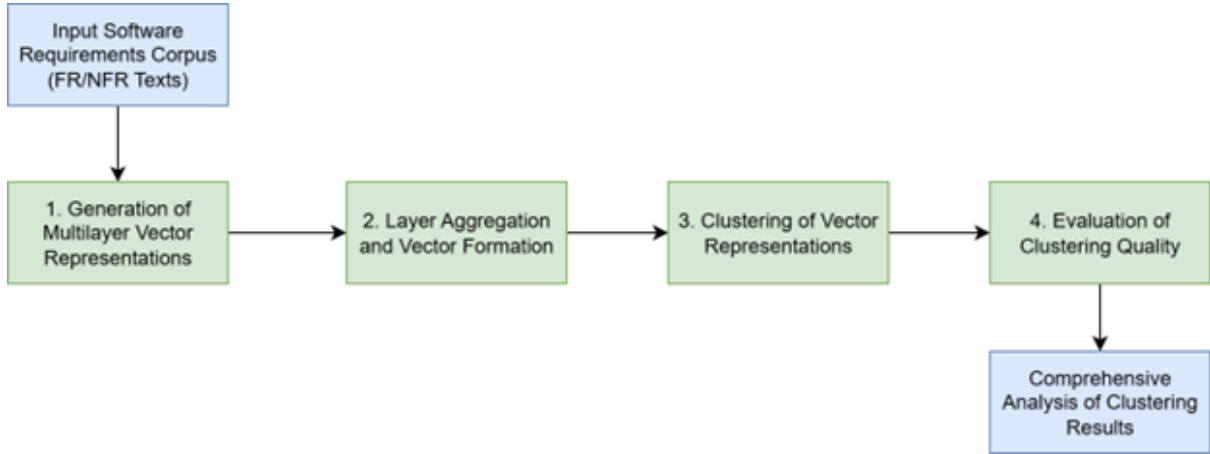 Input Software
Requirements Corpus
(FR/NFR Texts)
1. Generation of
Multilayer Vector
Representations
2. Layer Aggregation
and Vector Formation
3. Clustering of Vector
Representations
4. Evaluation of
Clustering Quality
Comprehensive
Analysis of Clustering
Results